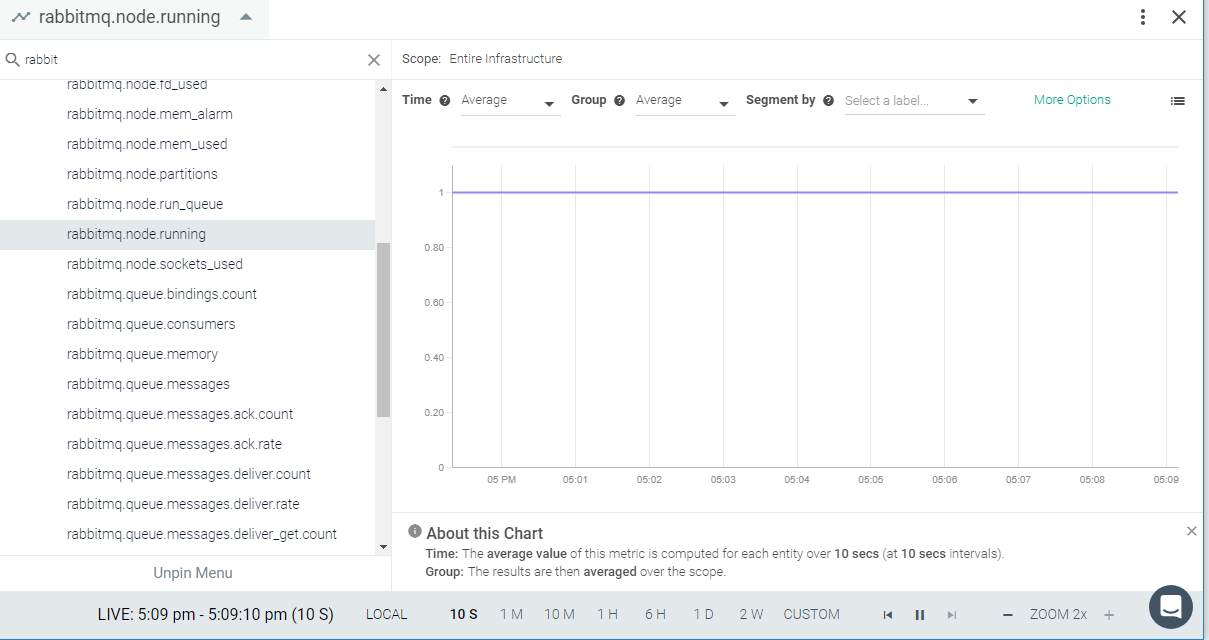 rabbitmq.node.running
rabbit
rabbitmq.node.fd_used
rabbitmq.node.mem_alarm
rabbitmq.node.mem_used
rabbitmq.node.partitions
rabbitmq.node.run_queue
rabbitmq.node.running
rabbitmq.node.sockets_used
rabbitmq.queue.bindings.count
rabbitmq.queue.consumers
rabbitmq.queue.memory
rabbitmq.queue.messages
rabbitmq.queue.messages.ack.count
rabbitmq.queue.messages.ack.rate
rabbitmq.queue.messages.deliver.count
rabbitmq.queue.messages.deliver.rate
rabbitmq.queue.messages.deliver_get.count
Unpin Menu
Scope: Entire Infrastructure
Time ? Average Group ? Average Segment by ? Select a label... More Options
1
0.80
0.60
0.40
0.20
0
05 PM 05:01 05:02 05:03 05:04 05:05 05:06 05:07 05:08 05:09
About this Chart
Time: The average value of this metric is computed for each entity over 10 secs (at 10 secs intervals).
Group: The results are then averaged over the scope.
LIVE: 5:09 pm - 5:09:10 pm (10 S) LOCAL 10 S 1 M 10 M 1 H 6 H 1 D 2 W CUSTOM ZOOM 2x